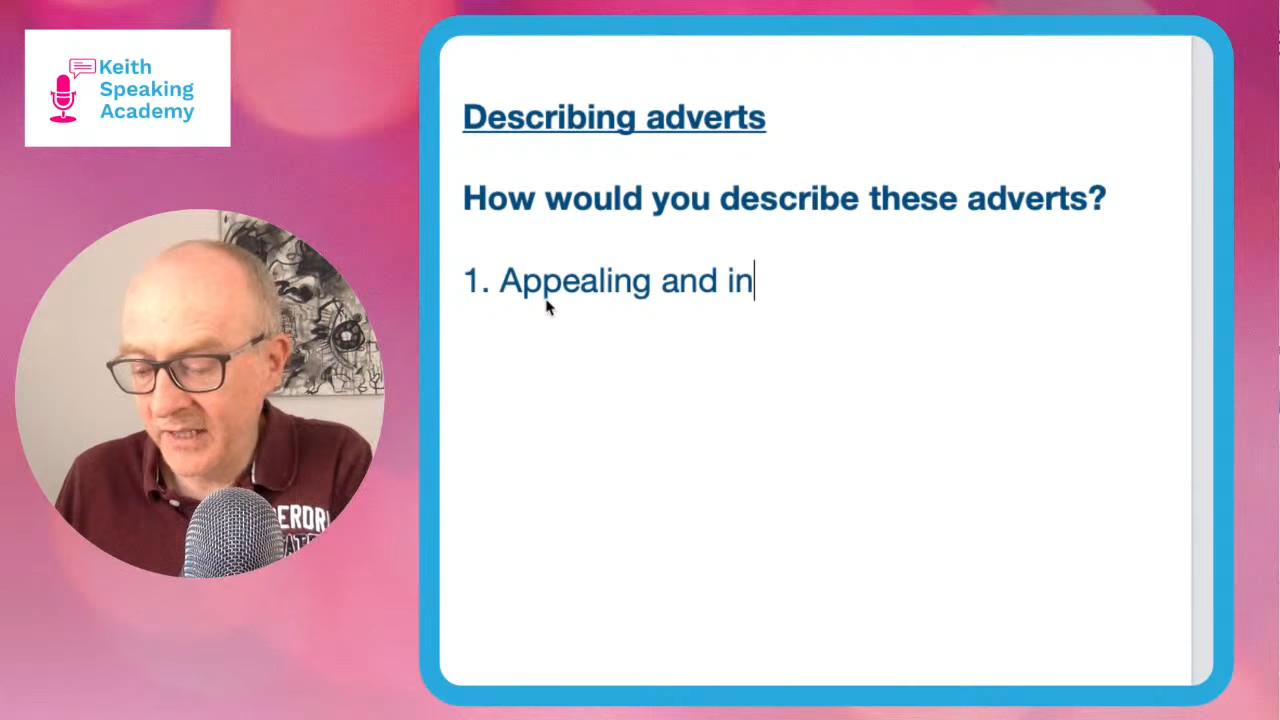 Keith
Speaking
Academy
Describing adverts
How would you describe these adverts?
1. Appealing and in